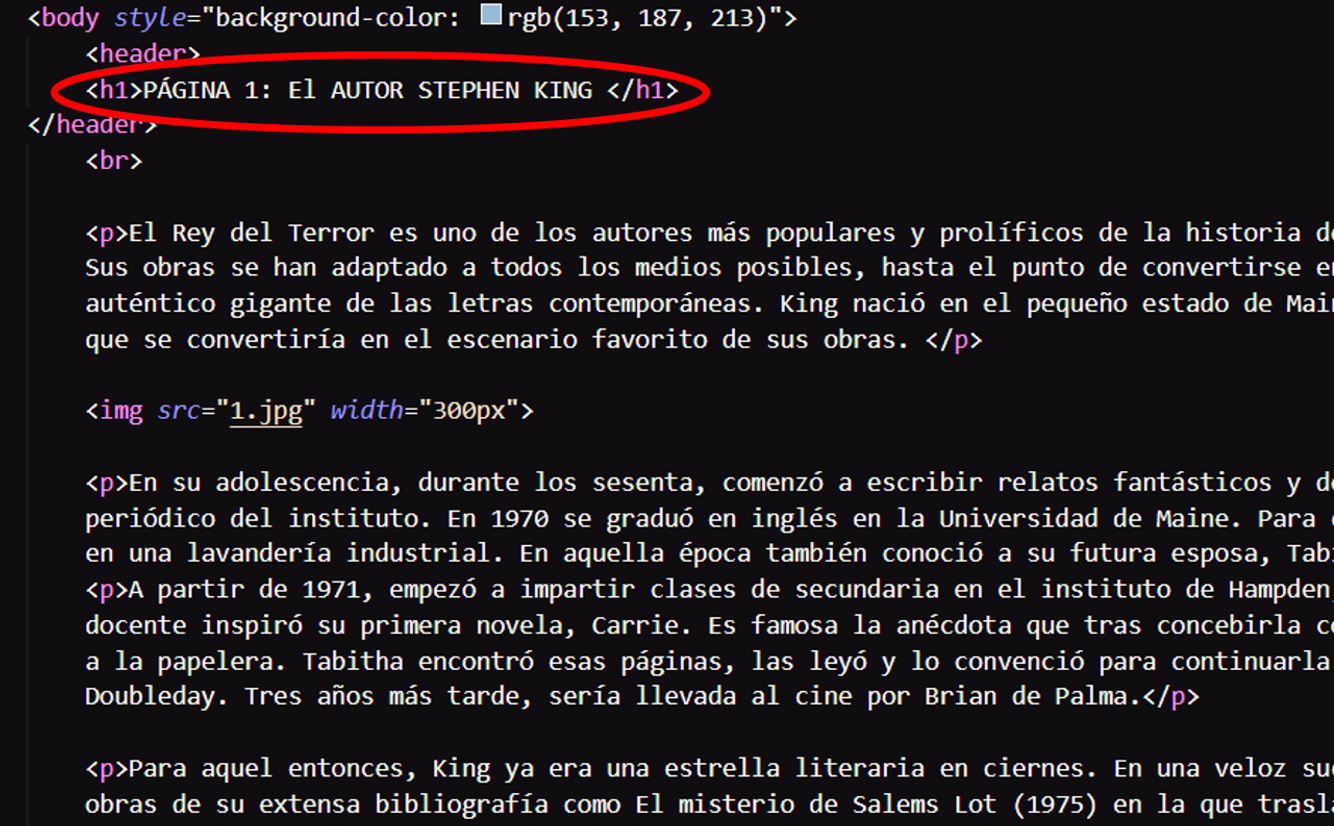 <body style="background-color: rgb(153, 187, 213)">
<header>
<h1>PÁGINA 1: El AUTOR STEPHEN KING </h1>
</header>
<br>
<p>El Rey del Terror es uno de los autores más populares y prolíficos de la historia
Sus obras se han adaptado a todos los medios posibles, hasta el punto de convertirse
auténtico gigante de las letras contemporáneas. King nació en el pequeño estado de
que se convertiría en el escenario favorito de sus obras. </p>
<img src="1.jpg" width="300px">
<p>En su adolescencia, durante los sesenta, comenzó a escribir relatos fantásticos y
periódico del instituto. En 1970 se graduó en inglés en la Universidad de Maine. Para
en una lavandería industrial. En aquella época también conoció a su futura esposa,
<p>A partir de 1971, empezó a impartir clases de secundaria en el instituto de Hampden,
docente inspiró su primera novela, Carrie. Es famosa la anécdota que tras concebirla
a la papelera. Tabitha encontró esas páginas, las leyó y lo convenció para continuarla
Doubleday. Tres años más tarde, sería llevada al cine por Brian de Palma.</p>
<p>Para aquel entonces, King ya era una estrella literaria en ciernes. En una veloz
obras de su extensa bibliografía como El misterio de Salems Lot (1975) en la que